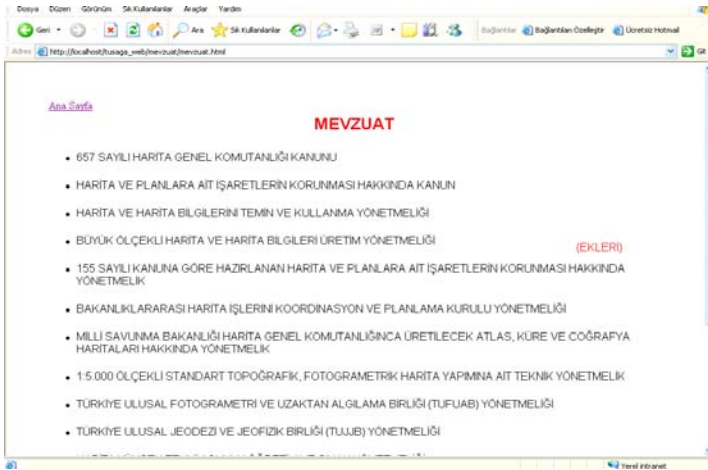 Dosya Düzen Görünüm Sık Kullanılanlar Araçlar Yardım
Geri Ara Sık Kullanılanlar Bağlantılar Bağlantıları Özelleştir Ücretsiz Hotmail
Adres http://localhost/tusaga_web/mevzuat/mevzuat.html Git
Ana Sayfa
MEVZUAT
• 657 SAYILI HARİTA GENEL KOMUTANLIĞI KANUNU
• HARİTA VE PLANLARA AİT İŞARETLERİN KORUNMASI HAKKINDA KANUN
• HARİTA VE HARİTA BİLGİLERİNİ TEMİN VE KULLANMA YÖNETMELİĞİ
• BÜYÜK ÖLÇEKLİ HARİTA VE HARİTA BİLGİLERİ ÜRETİM YÖNETMELİĞİ
(EKLERİ)
• 155 SAYILI KANUNA GÖRE HAZIRLANAN HARİTA VE PLANLARA AİT İŞARETLERİN KORUNMASI HAKKINDA
YÖNETMELİK
• BAKANLIKLARARASI HARİTA İŞLERİNİ KOORDİNASYON VE PLANLAMA KURULU YÖNETMELİĞİ
• MİLLİ SAVUNMA BAKANLIĞI HARİTA GENEL KOMUTANLIĞINCA ÜRETİLECEK ATLAS, KÜRE VE COĞRAFYA
HARİTALARI HAKKINDA YÖNETMELİK
• 1:5.000 ÖLÇEKLİ STANDART TOPOĞRAFİK, FOTOGRAMETRİK HARİTA YAPIMINA AİT TEKNİK YÖNETMELİK
• TÜRKİYE ULUSAL FOTOGRAMETRİ VE UZAKTAN ALGILAMA BİRLİĞİ (TUFUAB) YÖNETMELİĞİ
• TÜRKİYE ULUSAL JEODEZİ VE JEOFİZİK BİRLİĞİ (TUJJB) YÖNETMELİĞİ
Yerel intranet